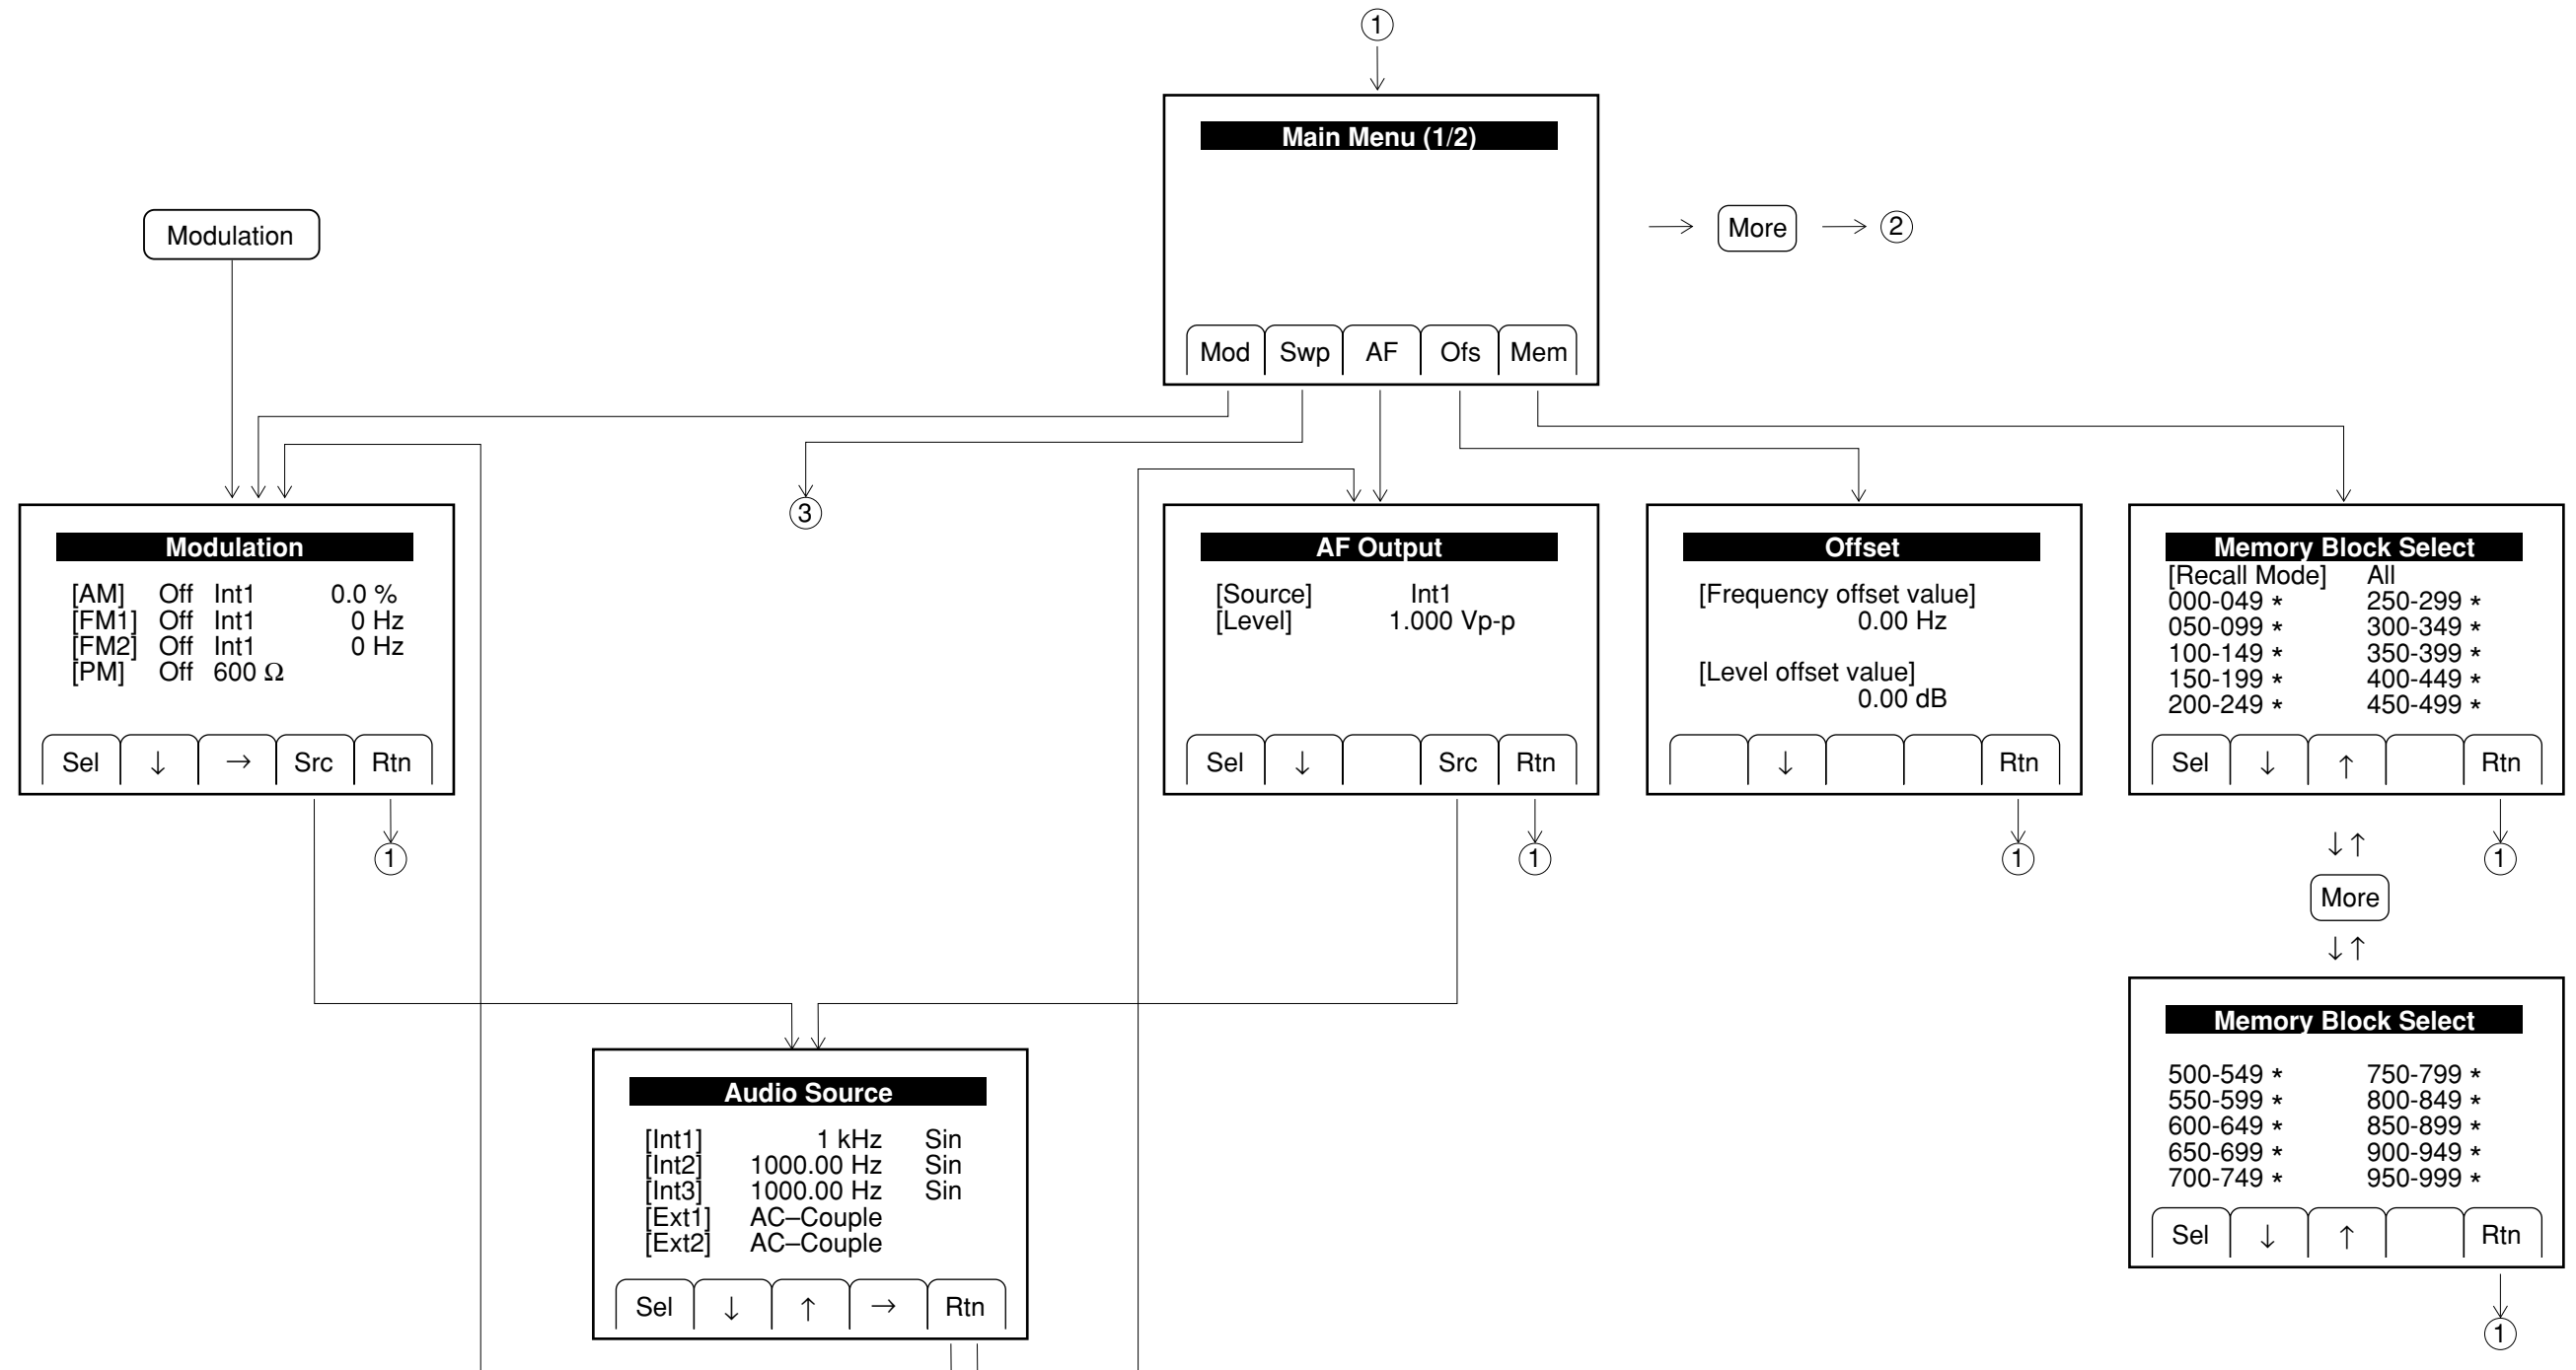 ①
Main Menu (1/2)
Modulation
More
②
Mod Swp AF Ofs Mem
③
Modulation
[AM] Off Int1 0.0 %
[FM1] Off Int1 0 Hz
[FM2] Off Int1 0 Hz
[PM] Off 600 Ω
Sel ↓ → Src Rtn
①
AF Output
[Source] Int1
[Level] 1.000 Vp-p
Sel ↓ Src Rtn
①
Offset
[Frequency offset value]
0.00 Hz
[Level offset value]
0.00 dB
↓ Rtn
①
Memory Block Select
[Recall Mode] All
000-049 * 250-299 *
050-099 * 300-349 *
100-149 * 350-399 *
150-199 * 400-449 *
200-249 * 450-499 *
Sel ↓ ↑ Rtn
↓↑
①
More
↓↑
Audio Source
[Int1] 1 kHz Sin
[Int2] 1000.00 Hz Sin
[Int3] 1000.00 Hz Sin
[Ext1] AC–Couple
[Ext2] AC–Couple
Sel ↓ ↑ → Rtn
Memory Block Select
500-549 * 750-799 *
550-599 * 800-849 *
600-649 * 850-899 *
650-699 * 900-949 *
700-749 * 950-999 *
Sel ↓ ↑ Rtn
①